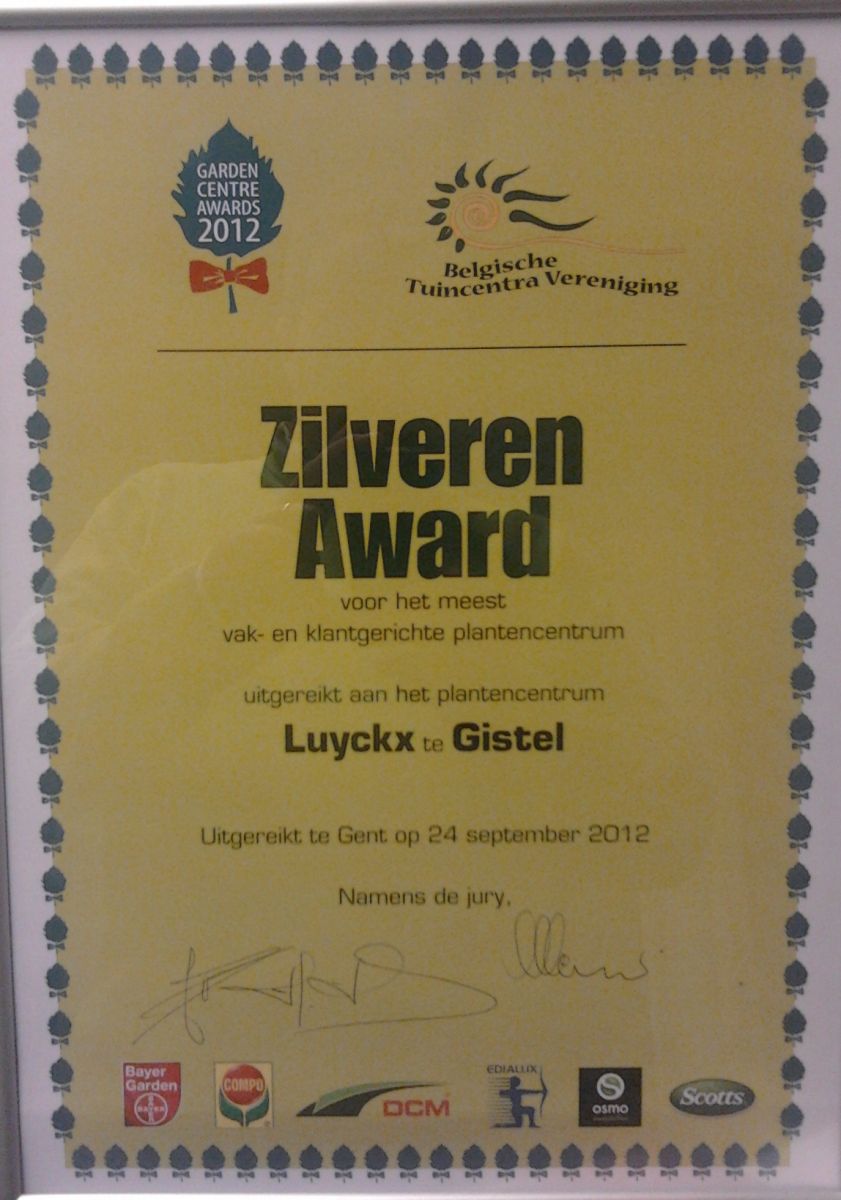 GARDEN
CENTRE
AWARDS
2012
Belgische
Tuincentra Vereniging
Zilveren
Award
voor het meest
vak- en klantgerichte plantencentrum
uitgereikt aan het plantencentrum
Luyckx te Gistel
Uitgereikt te Gent op 24 september 2012
Namens de jury,
Bayer
Garden
BAYER
COMPO
DCM
EDIALUX
osmo
Scotts